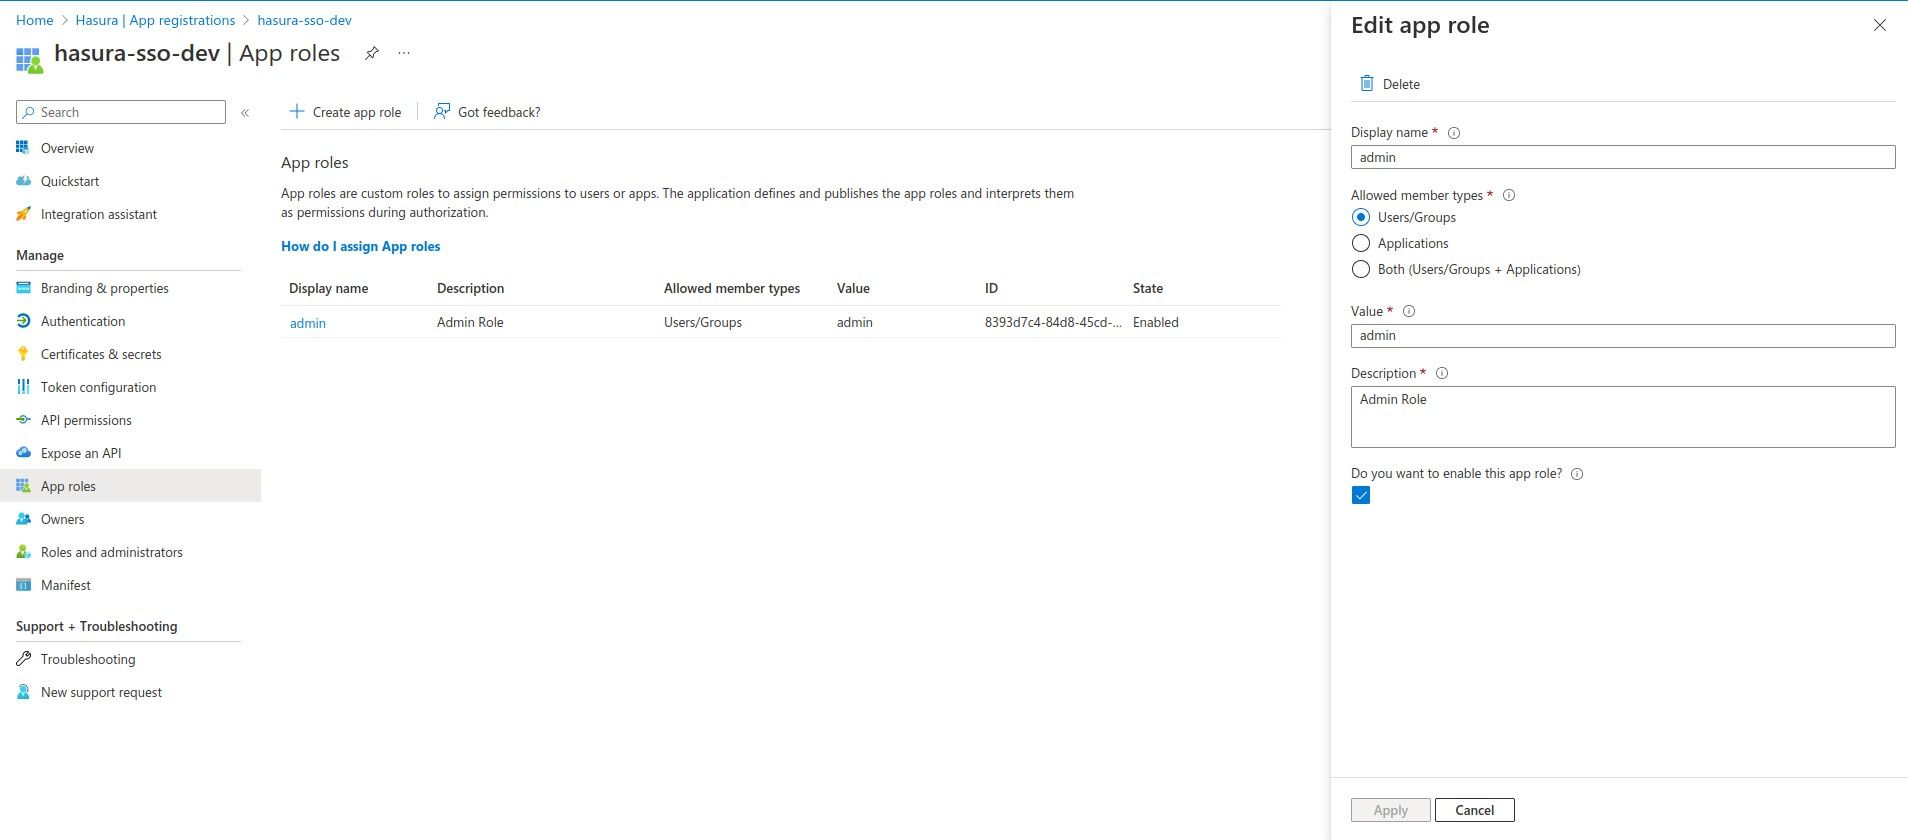 Home > Hasura | App registrations > hasura-sso-dev
hasura-sso-dev | App roles
Search
Overview
Quickstart
Integration assistant
Manage
Branding & properties
Authentication
Certificates & secrets
Token configuration
API permissions
Expose an API
App roles
Owners
Roles and administrators
Manifest
Support + Troubleshooting
Troubleshooting
New support request
Create app role
Got feedback?
App roles
App roles are custom roles to assign permissions to users or apps. The application defines and publishes the app roles and interprets them
as permissions during authorization.
How do I assign App roles
Display name Description Allowed member types Value ID State
admin Admin Role Users/Groups admin 8393d7c4-84d8-45cd-... Enabled
Edit app role
Delete
Display name *
admin
Allowed member types *
Users/Groups
Applications
Both (Users/Groups + Applications)
Value *
admin
Description *
Admin Role
Do you want to enable this app role?
Apply Cancel